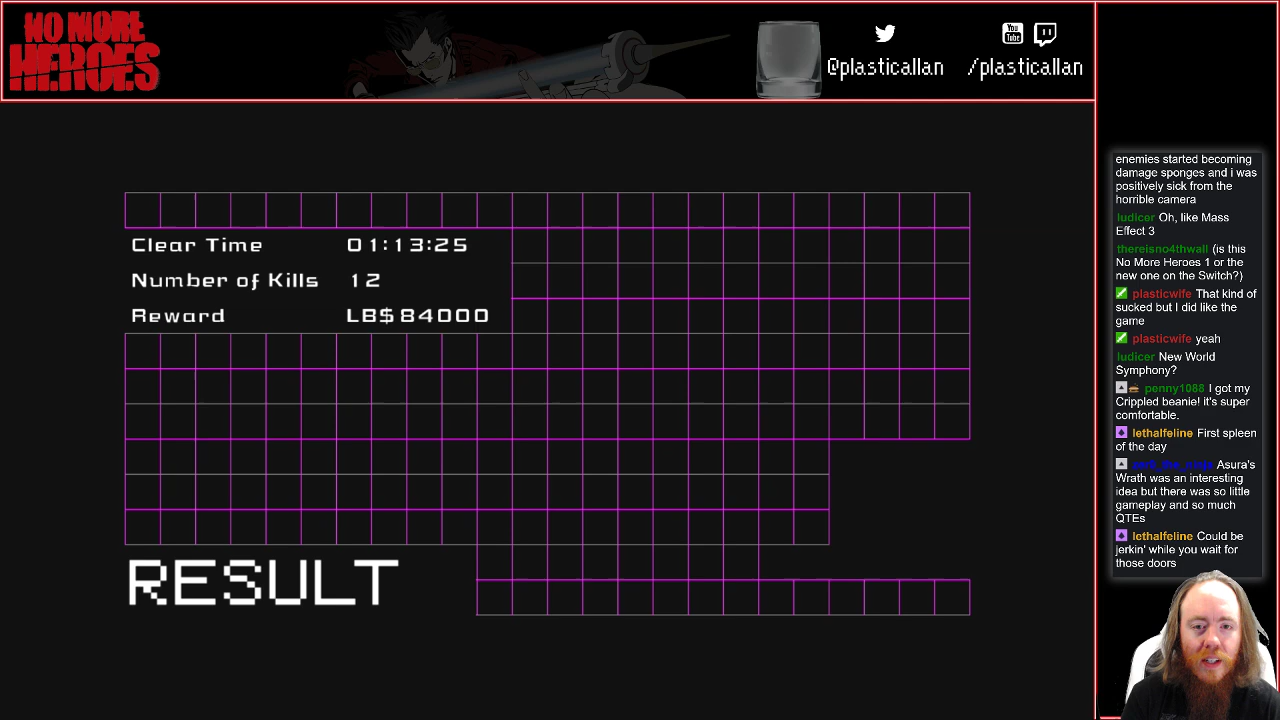 NO MORE
HEROES
@plasticallan
You
Tube
/plasticallan
Clear Time 01:13:25
Number of Kills 12
Reward LB$84000
RESULT
enemies started becoming
damage sponges and i was
positively sick from the
horrible camera
ludicer Oh, like Mass
Effect 3
thereisno4thwall (is this
No More Heroes 1 or the
new one on the Switch?)
plasticwife That kind of
sucked but I did like the
game
plasticwife yeah
ludicer New World
Symphony?
penny1088 I got my
Crippled beanie! it's super
comfortable.
lethalfeline First spleen
of the day
Asura's
Wrath was an interesting
idea but there was so little
gameplay and so much
QTEs
lethalfeline Could be
jerkin' while you wait for
those doors